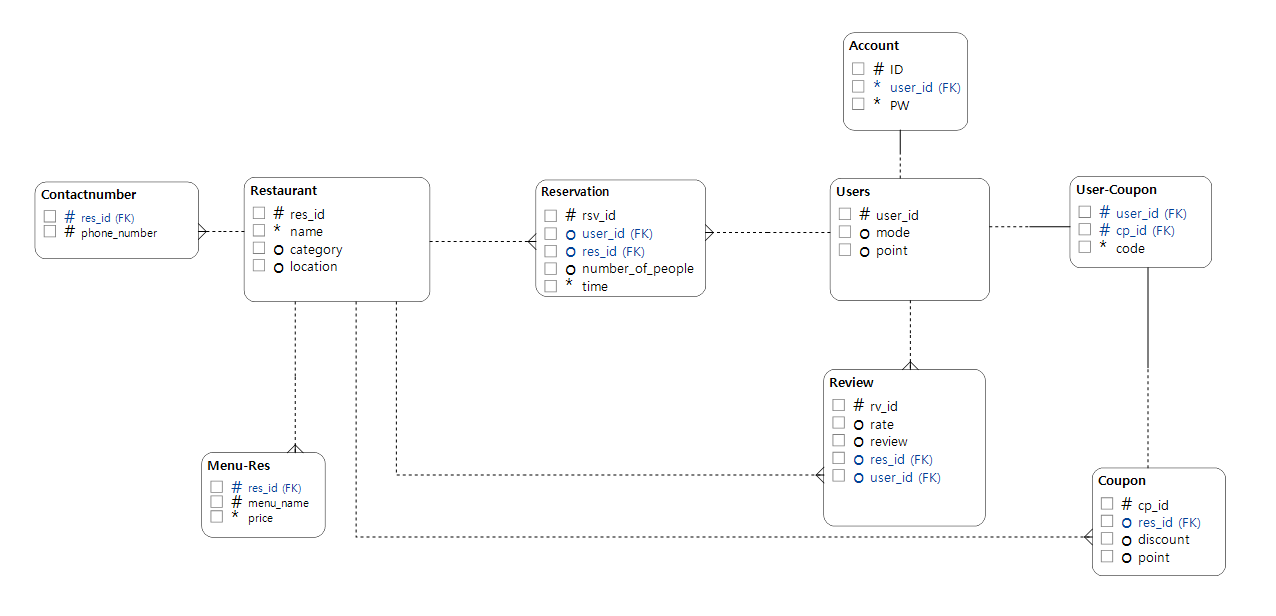 Account
# ID
* user_id (FK)
* PW
Contactnumber
# res_id (FK)
# phone_number
Restaurant
# res_id
* name
o category
o location
Reservation
# rsv_id
o user_id (FK)
o res_id (FK)
o number_of_people
* time
Users
# user_id
o mode
o point
User-Coupon
# user_id (FK)
# cp_id (FK)
* code
Review
# rv_id
o rate
o review
o res_id (FK)
o user_id (FK)
Menu-Res
# res_id (FK)
# menu_name
* price
Coupon
# cp_id
o res_id (FK)
o discount
o point